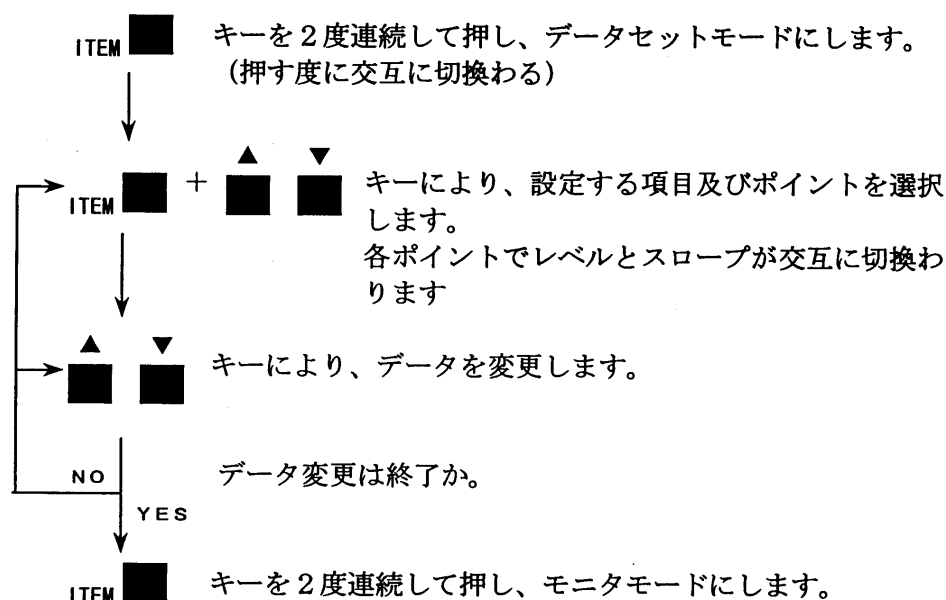 ITEM キーを２度連続して押し、データセットモードにします。
（押す度に交互に切換わる）
▲ ▼
ITEM + キーにより、設定する項目及びポイントを選択
します。
各ポイントでレベルとスロープが交互に切換わ
ります
▲ ▼
キーにより、データを変更します。
NO データ変更は終了か。
YES
ITEM キーを２度連続して押し、モニタモードにします。